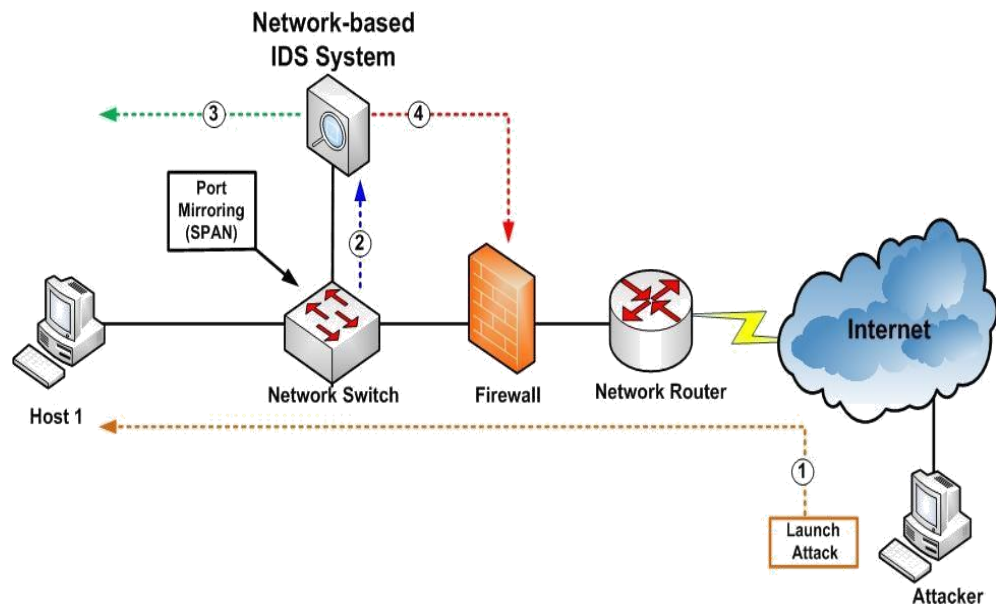 Network-based
IDS System
3
4
Port
Mirroring
(SPAN)
2
Internet
Network Switch
Firewall
Network Router
Host 1
1
Launch
Attack
Attacker